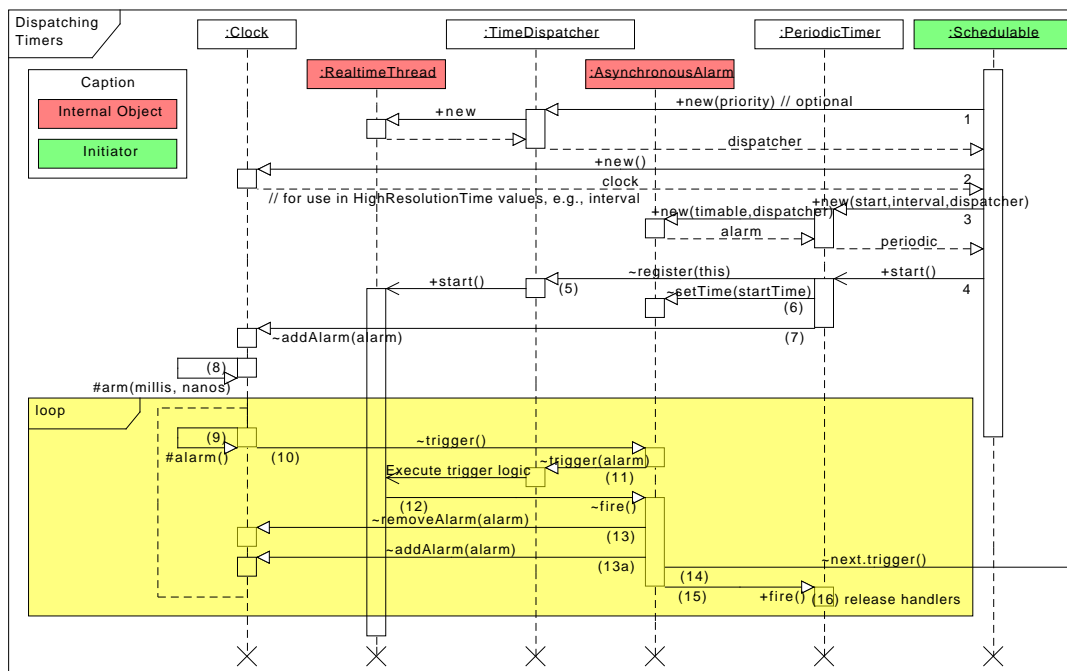 Dispatching
Timers
:Clock
:TimeDispatcher
:PeriodicTimer
:Schedulable
:RealtimeThread
:AsynchronousAlarm
Caption
Internal Object
Initiator
+new(priority) // optional
1
+new
dispatcher
+new()
2
clock
// for use in HighResolutionTime values, e.g., interval
+new(start,interval,dispatcher)
3
+new(timable,dispatcher)
alarm
periodic
+start()
4
~register(this)
(5)
+start()
~setTime(startTime)
(6)
~addAlarm(alarm)
(7)
(8)
#arm(millis, nanos)
loop
(9)
#alarm()
(10)
~trigger()
~trigger(alarm)
(11)
Execute trigger logic
(12)
~fire()
~removeAlarm(alarm)
(13)
~addAlarm(alarm)
(13a)
~next.trigger()
(14)
(15)
+fire()
(16) release handlers